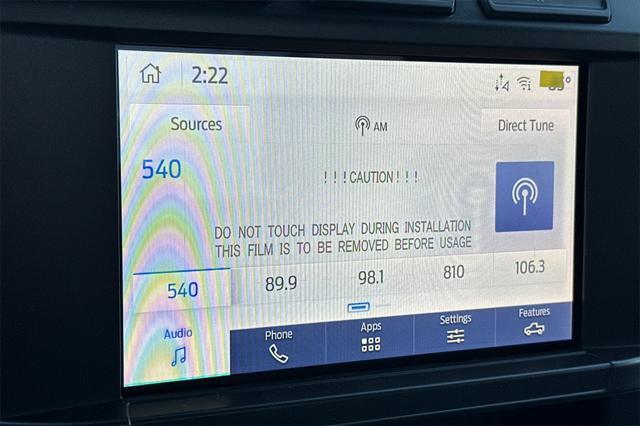 2:22
Sources
AM
Direct Tune
540
!!!CAUTION!!!
DO NOT TOUCH DISPLAY DURING INSTALLATION
THIS FILM IS TO BE REMOVED BEFORE USAGE
540 89.9 98.1 810 106.3
Audio Phone Apps Settings Features